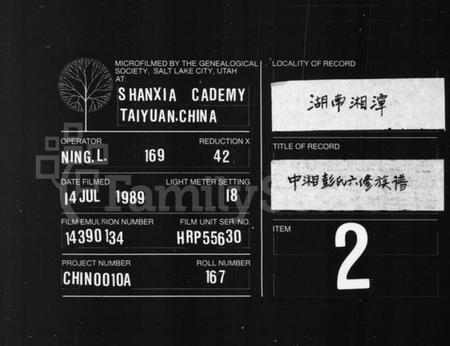 MICROFILMED BY THE GENEALOGICAL
SOCIETY, SALT LAKE CITY, UTAH
AT:
SHANXIA CADEMY
TAIYUAN.CHINA
OPERATOR
REDUCTION X
NING.L. 169 42
DATE FILMED
LIGHT METER SETTING
14 JUL 1989 18
FILM EMULSION NUMBER
FILM UNIT SER. NO.
14390134 HRP55630
PROJECT NUMBER
ROLL NUMBER
CHIN0010A 167
LOCALITY OF RECORD
湖南湘潭
TITLE OF RECORD
中湘彭氏六修族譜
ITEM
2
FamilyS